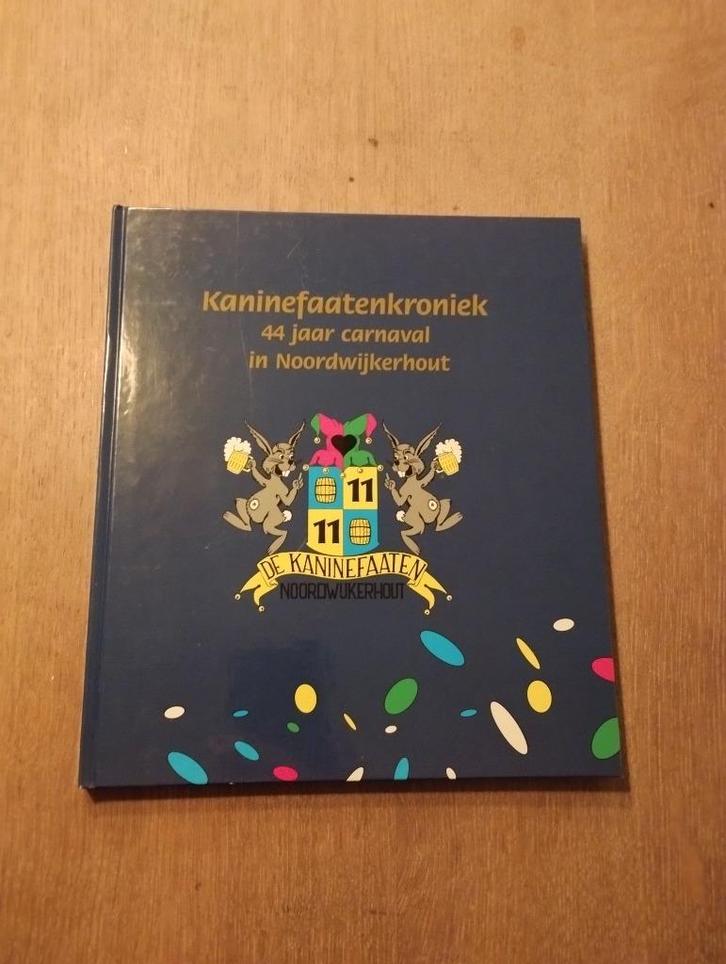 Kaninefaatenkroniek
44 jaar carnaval
in Noordwijkerhout
11
11
DE KANINEFAATEN
NOORDWIJKERHOUT